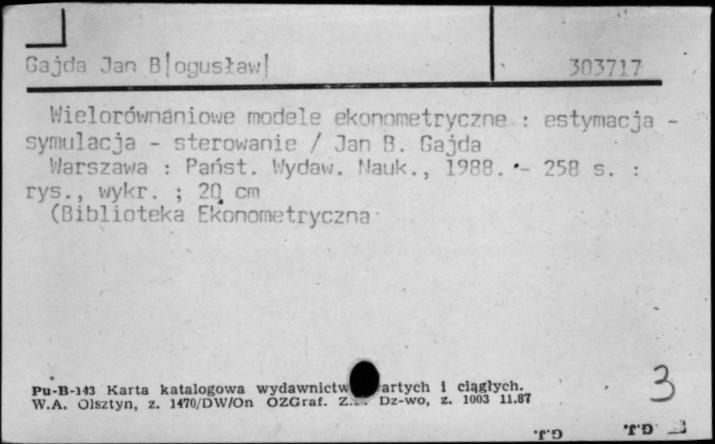 Gajda Jan B|ogusław| 303717
Wielorównaniowe modele ekonometryczne : estymacja -
symulacja - sterowanie / Jan B. Gajda
Warszawa : Państ. Wydaw. Nauk., 1988. - 258 s. :
rys., wykr. ; 20 cm
(Biblioteka Ekonometryczna
3
Pu-B-143 Karta katalogowa wydawnictw artych i ciągłych.
W.A. Olsztyn, z. 1470/DW/On OZGraf. Z. Dz-wo, z. 1003 11.87